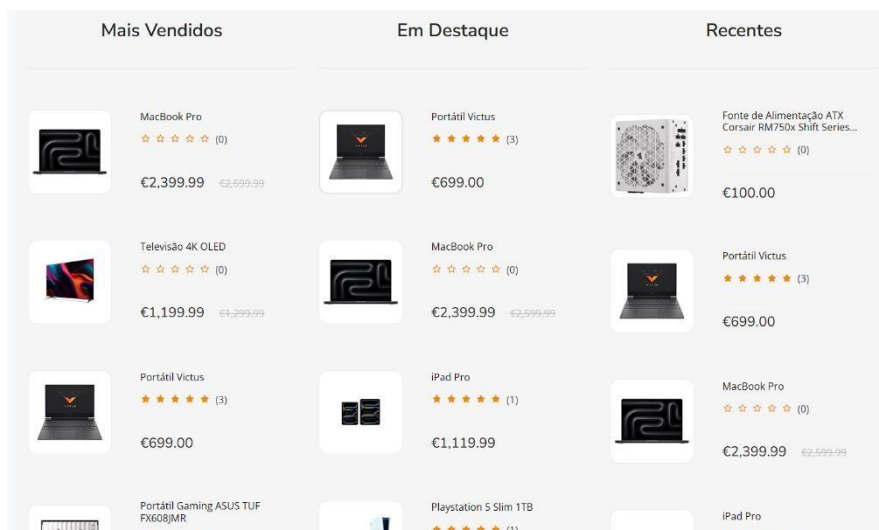 Mais Vendidos
MacBook Pro
(0)
€2,399.99 €2,599.99
Televisão 4K OLED
(0)
€1,199.99 €1,299.99
Portátil Victus
(3)
€699.00
Portátil Gaming ASUS TUF
FX608JMR
Em Destaque
Portátil Victus
(3)
€699.00
MacBook Pro
(0)
€2,399.99 €2,599.99
iPad Pro
(1)
€1,119.99
Playstation 5 Slim 1TB
(1)
Recentes
Fonte de Alimentação ATX
Corsair RM750x Shift Series...
(0)
€100.00
Portátil Victus
(3)
€699.00
MacBook Pro
(0)
€2,399.99 €2,599.99
iPad Pro